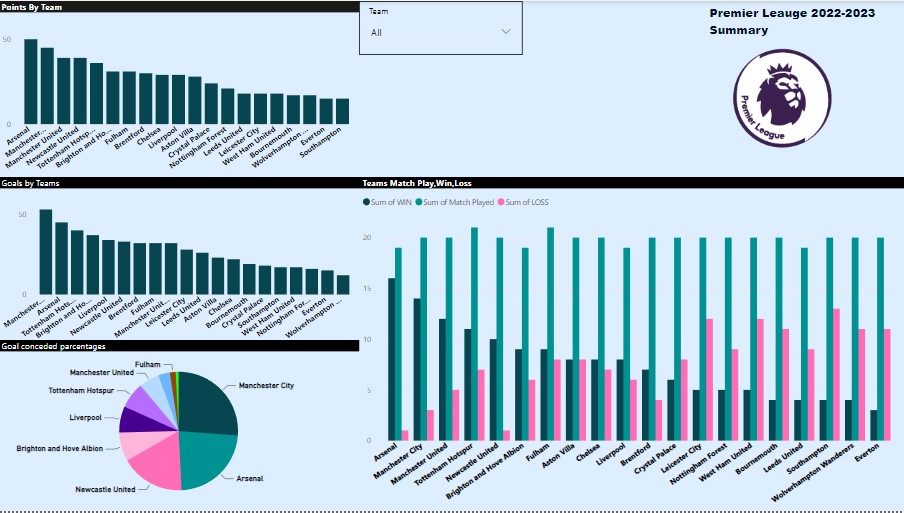 Points By Team
50
0
Arsenal
Manchester...
Manchester United
Newcastle United
Tottenham Hotsp...
Brighton and Ho...
Fulham
Brentford
Chelsea
Liverpool
Aston Villa
Crystal Palace
Nottingham Forest
Leeds United
Leicester City
West Ham United
Bournemouth
Wolverhampton ...
Everton
Southampton
Team
All
Premier Leauge 2022-2023
Summary
Premier League
Goals by Teams
50
0
Manchester...
Arsenal
Tottenham Hots...
Brighton and Ho...
Liverpool
Newcastle United
Brentford
Fulham
Manchester Unit...
Leicester City
Leeds United
Aston Villa
Chelsea
Bournemouth
Crystal Palace
Southampton
West Ham United
Nottingham For...
Everton
Wolverhampton ...
Goal conceded parcentages
Fulham
Manchester United
Tottenham Hotspur
Liverpool
Brighton and Hove Albion
Newcastle United
Manchester City
Arsenal
Teams Match Play,Win,Loss
Sum of WIN Sum of Match Played Sum of LOSS
20
15
10
5
0
Arsenal
Manchester City
Manchester United
Tottenham Hotspur
Newcastle United
Brighton and Hove Albion
Fulham
Aston Villa
Chelsea
Liverpool
Brentford
Crystal Palace
Leicester City
Nottingham Forest
West Ham United
Bournemouth
Leeds United
Southampton
Wolverhampton Wanderers
Everton